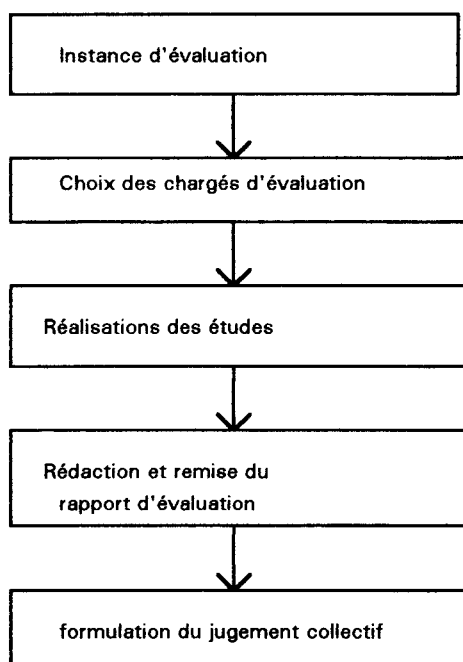 Instance d'évaluation
Choix des chargés d'évaluation
Réalisations des études
Rédaction et remise du
rapport d'évaluation
formulation du jugement collectif